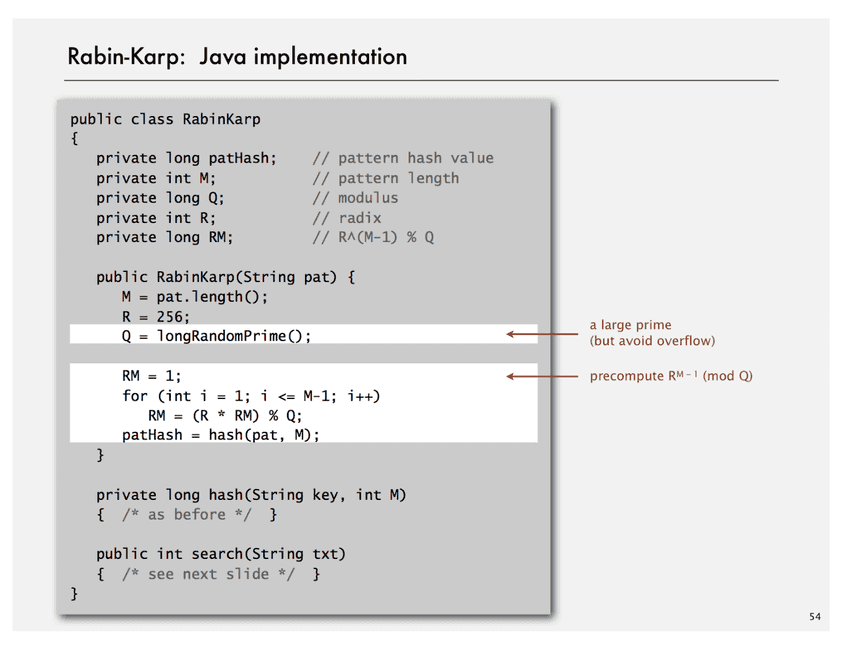 Rabin-Karp: Java implementation
public class RabinKarp
{
   private long patHash;    // pattern hash value
   private int M;           // pattern length
   private long Q;          // modulus
   private int R;           // radix
   private long RM;         // R^(M-1) % Q
   public RabinKarp(String pat) {
      M = pat.length();
      R = 256;
      Q = longRandomPrime();
a large prime
(but avoid overflow)
      RM = 1;
precompute R^M – 1 (mod Q)
      for (int i = 1; i <= M-1; i++)
         RM = (R * RM) % Q;
      patHash = hash(pat, M);
   }
   private long hash(String key, int M)
   {  /* as before */  }
   public int search(String txt)
   {  /* see next slide */  }
}
54